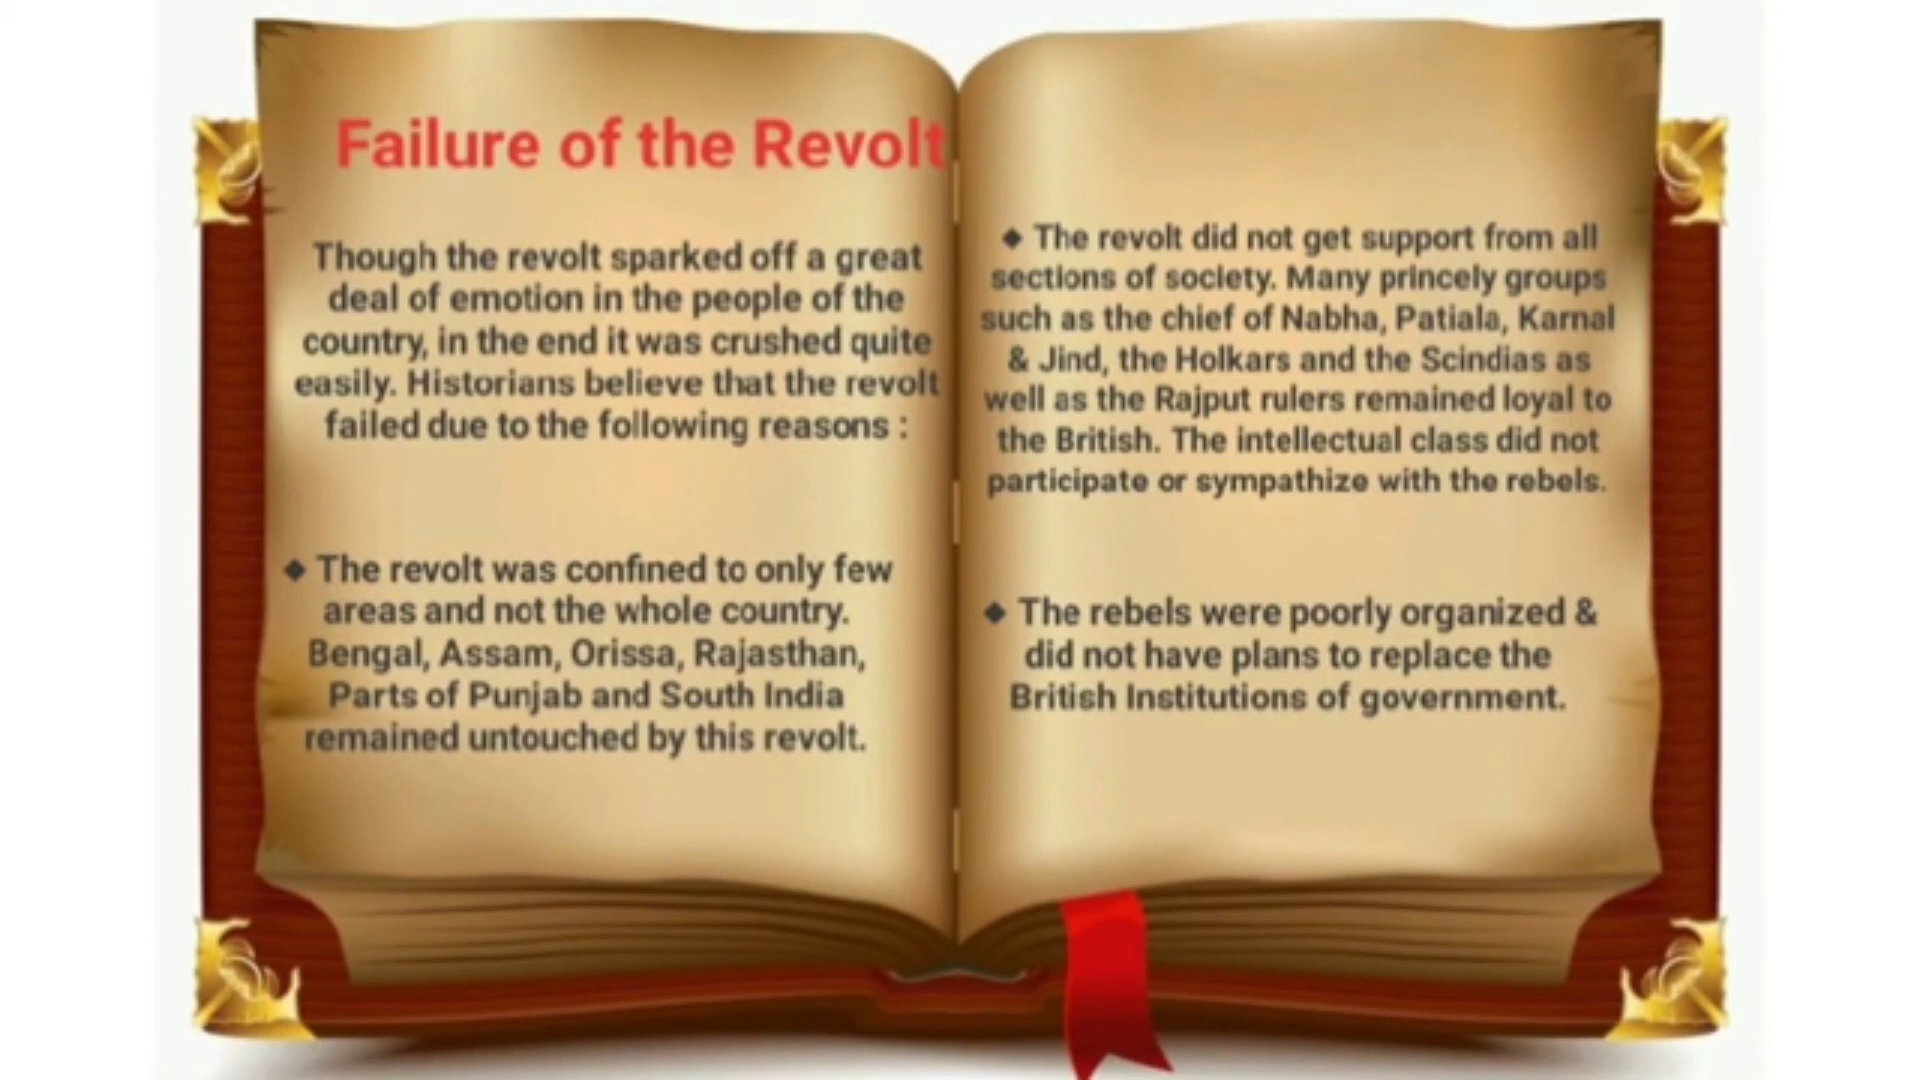 Failure of the Revolt
Though the revolt sparked off a great
deal of emotion in the people of the
country, in the end it was crushed quite
easily. Historians believe that the revolt
failed due to the following reasons :
◆ The revolt was confined to only few
areas and not the whole country.
Bengal, Assam, Orissa, Rajasthan,
Parts of Punjab and South India
remained untouched by this revolt.
◆ The revolt did not get support from all
sections of society. Many princely groups
such as the chief of Nabha, Patiala, Karnal
& Jind, the Holkars and the Scindias as
well as the Rajput rulers remained loyal to
the British. The intellectual class did not
participate or sympathize with the rebels.
◆ The rebels were poorly organized &
did not have plans to replace the
British Institutions of government.